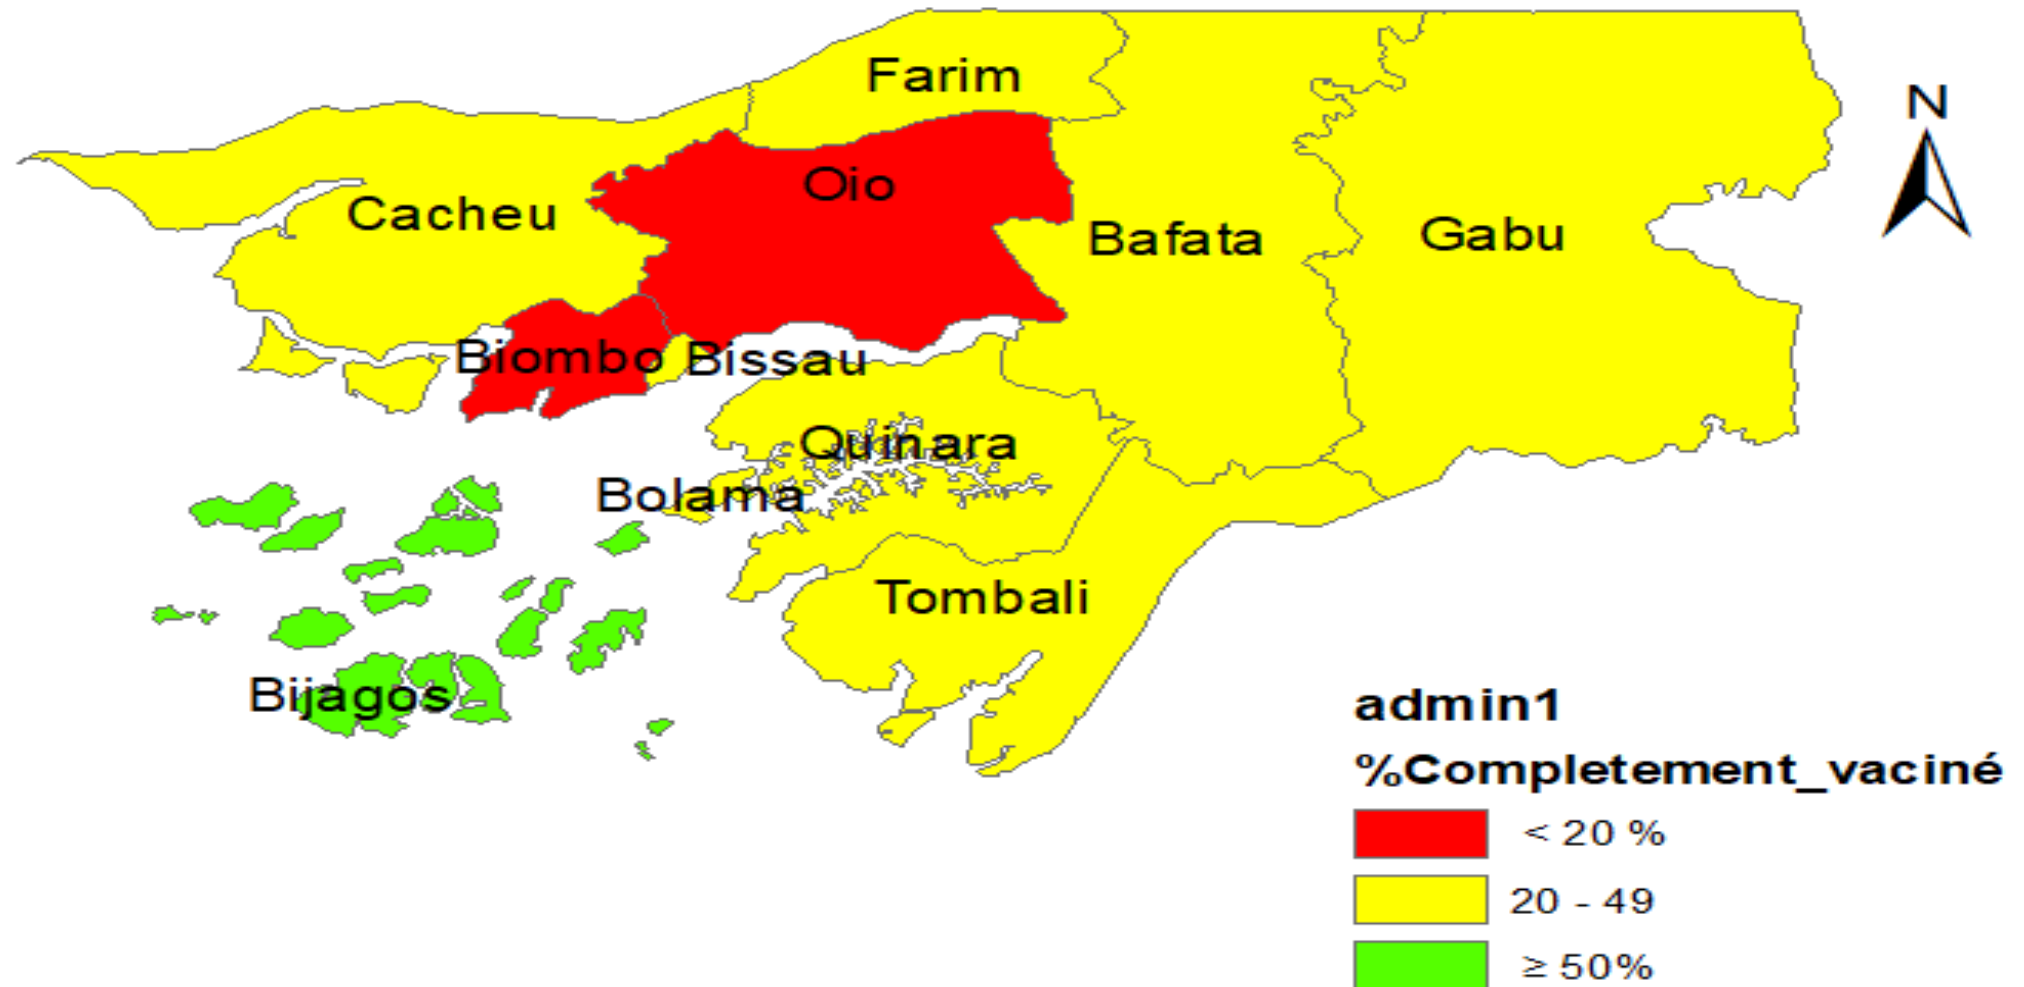 Farim
N
Oio
Cacheu
Bafata
Gabu
Biombo
Bissau
Quinara
Bolama
Tombali
Bijagos
admin1
%Completement_vaciné
< 20 %
20 - 49
≥ 50%